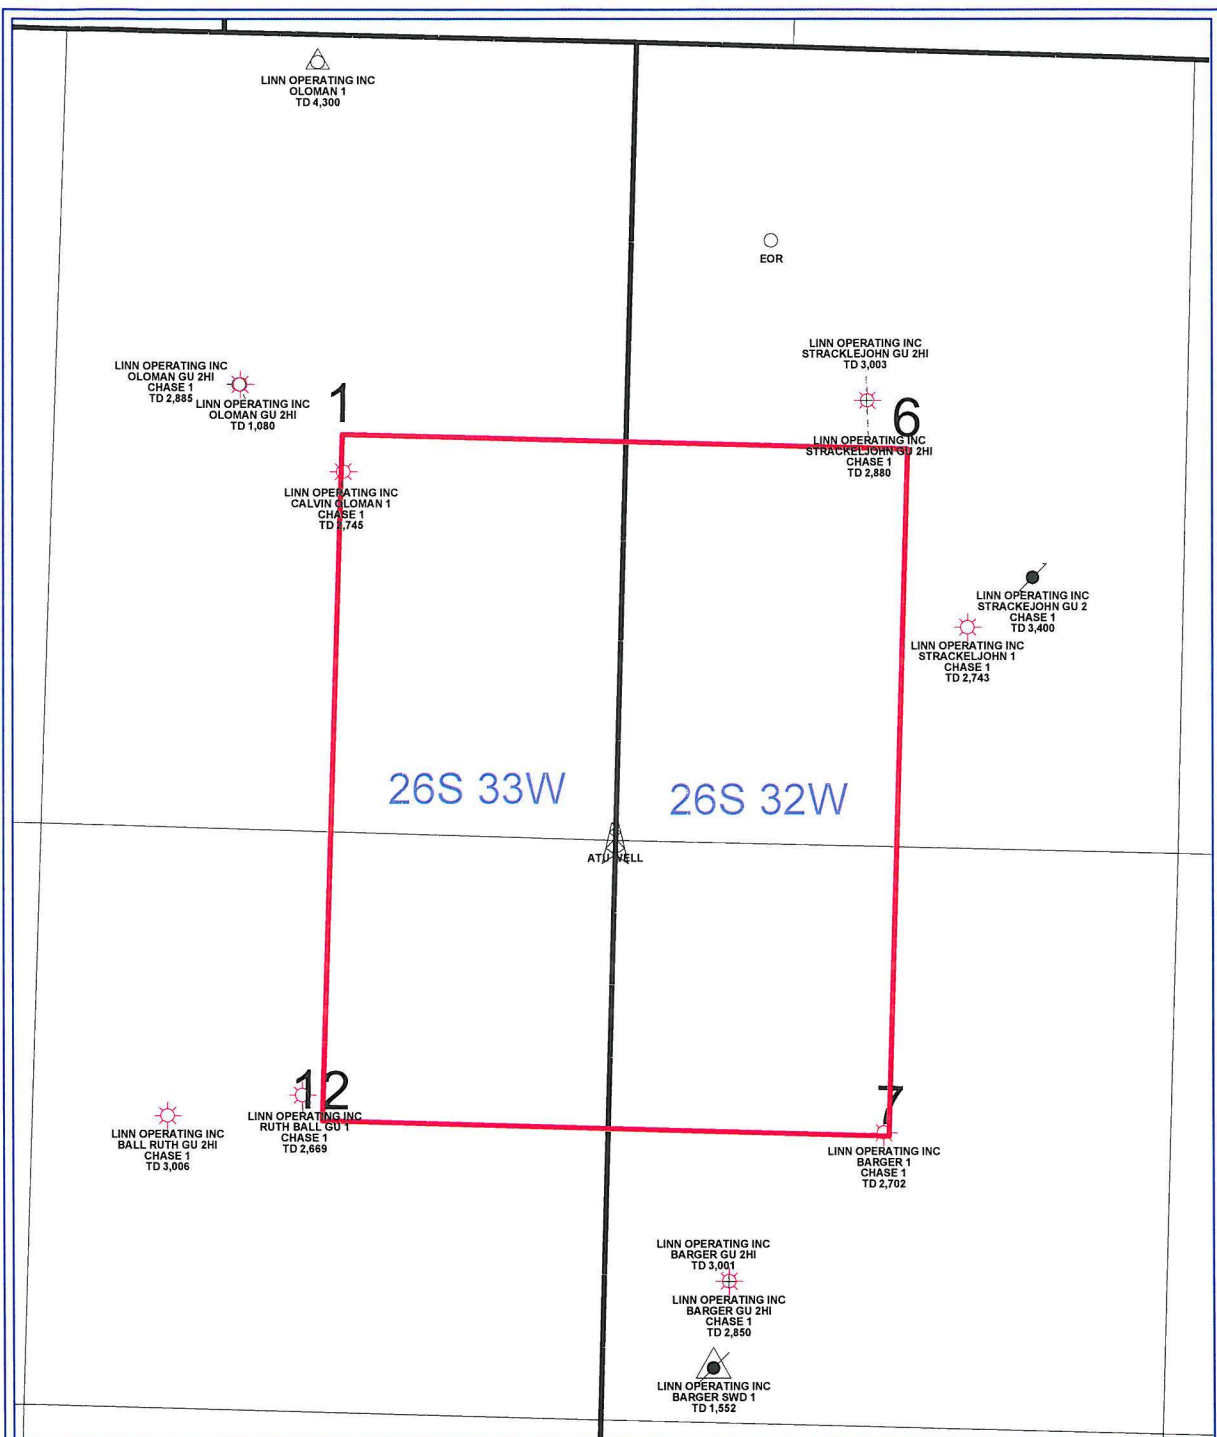 LINN OPERATING INC
OLOMAN 1
TD 4,300
EOR
LINN OPERATING INC
STRACKLEJOHN GU 2HI
TD 3,003
LINN OPERATING INC
OLOMAN GU 2HI
CHASE 1
TD 2,885
LINN OPERATING INC
OLOMAN GU 2HI
TD 1,080
1
6
LINN OPERATING INC
STRACKELJOHN GU 2HI
CHASE 1
TD 2,880
LINN OPERATING INC
CALVIN OLOMAN 1
CHASE 1
TD 2,745
LINN OPERATING INC
STRACKEJOHN GU 2
CHASE 1
TD 3,400
LINN OPERATING INC
STRACKELJOHN 1
CHASE 1
TD 2,743
26S 33W
26S 32W
ATU WELL
12
7
LINN OPERATING INC
RUTH BALL GU 1
CHASE 1
TD 2,669
LINN OPERATING INC
BALL RUTH GU 2HI
CHASE 1
TD 3,006
LINN OPERATING INC
BARGER 1
CHASE 1
TD 2,702
LINN OPERATING INC
BARGER GU 2HI
TD 3,001
LINN OPERATING INC
BARGER GU 2HI
CHASE 1
TD 2,850
LINN OPERATING INC
BARGER SWD 1
TD 1,552